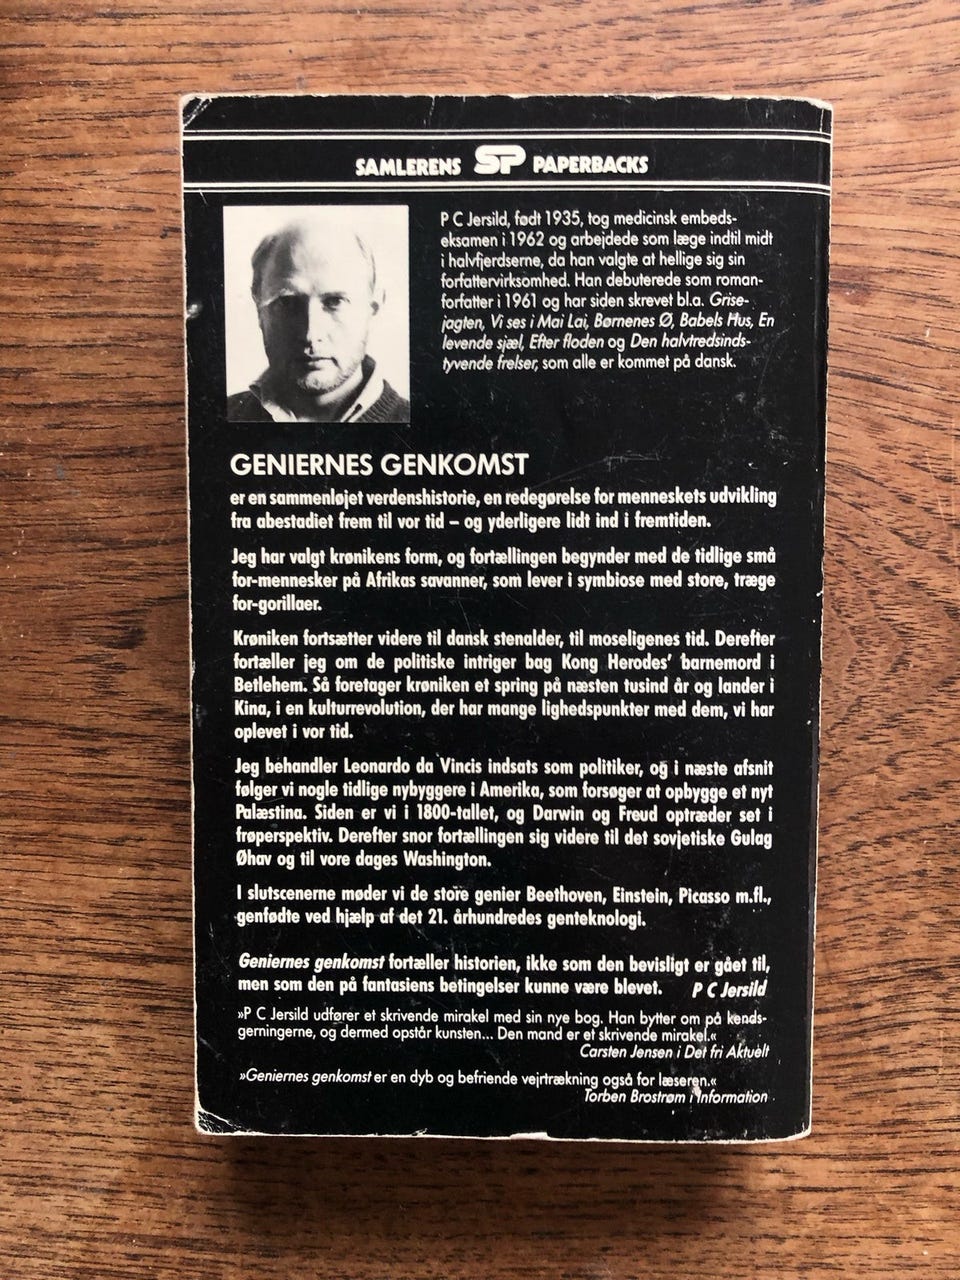 SAMLERENS SP PAPERBACKS
P C Jersild, født 1935, tog medicinsk embeds-
eksamen i 1962 og arbejdede som læge indtil midt
i halvfjerdserne, da han valgte at hellige sig sin
forfattervirksomhed. Han debuterede som roman-
forfatter i 1961 og har siden skrevet bl.a. Grise-
jagten, Vi ses i Mai Lai, Børnenes Ø, Babels Hus, En
levende sjæl, Efter floden og Den halvtredsinds-
tyvende frelser, som alle er kommet på dansk.
GENIERNES GENKOMST
er en sammenløjet verdenshistorie, en redegørelse for menneskets udvikling
fra abestadiet frem til vor tid – og yderligere lidt ind i fremtiden.
Jeg har valgt krønikens form, og fortællingen begynder med de tidlige små
for-mennesker på Afrikas savanner, som lever i symbiose med store, træge
for-gorillaer.
Krøniken fortsætter videre til dansk stenalder, til moseligenes tid. Derefter
fortæller jeg om de politiske intriger bag Kong Herodes' barnemord i
Betlehem. Så foretager krøniken et spring på næsten tusind år og lander i
Kina, i en kulturrevolution, der har mange lighedspunkter med dem, vi har
oplevet i vor tid.
Jeg behandler Leonardo da Vincis indsats som politiker, og i næste afsnit
følger vi nogle tidlige nybyggere i Amerika, som forsøger at opbygge et nyt
Palæstina. Siden er vi i 1800-tallet, og Darwin og Freud optræder set i
frøperspektiv. Derefter snor fortællingen sig videre til det sovjetiske Gulag
Øhav og til vore dages Washington.
I slutscenerne møder vi de store genier Beethoven, Einstein, Picasso m.fl.,
genfødte ved hjælp af det 21. århundredes genteknologi.
Geniernes genkomst fortæller historien, ikke som den bevisligt er gået til,
men som den på fantasiens betingelser kunne være blevet. P C Jersild
»P C Jersild udfører et skrivende mirakel med sin nye bog. Han bytter om på kends-
gerningerne, og dermed opstår kunsten... Den mand er et skrivende mirakel.«
Carsten Jensen i Det fri Aktuelt
»Geniernes genkomst er en dyb og befriende vejrtrækning også for læseren.«
Torben Brostrøm i Information